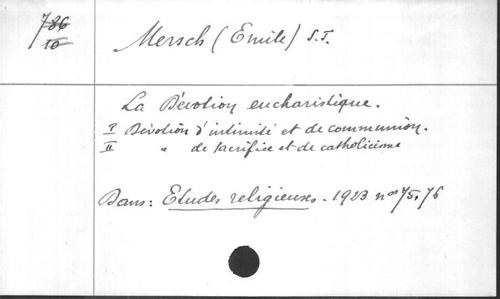 786
10
Mersch (Emile) S.J.
La Dévotion eucharistique.
I Dévotion d'intimité et de communion.
II " de sacrifice et de catholicisme
Dans: Etudes religieuses. 1923 nos 75, 76